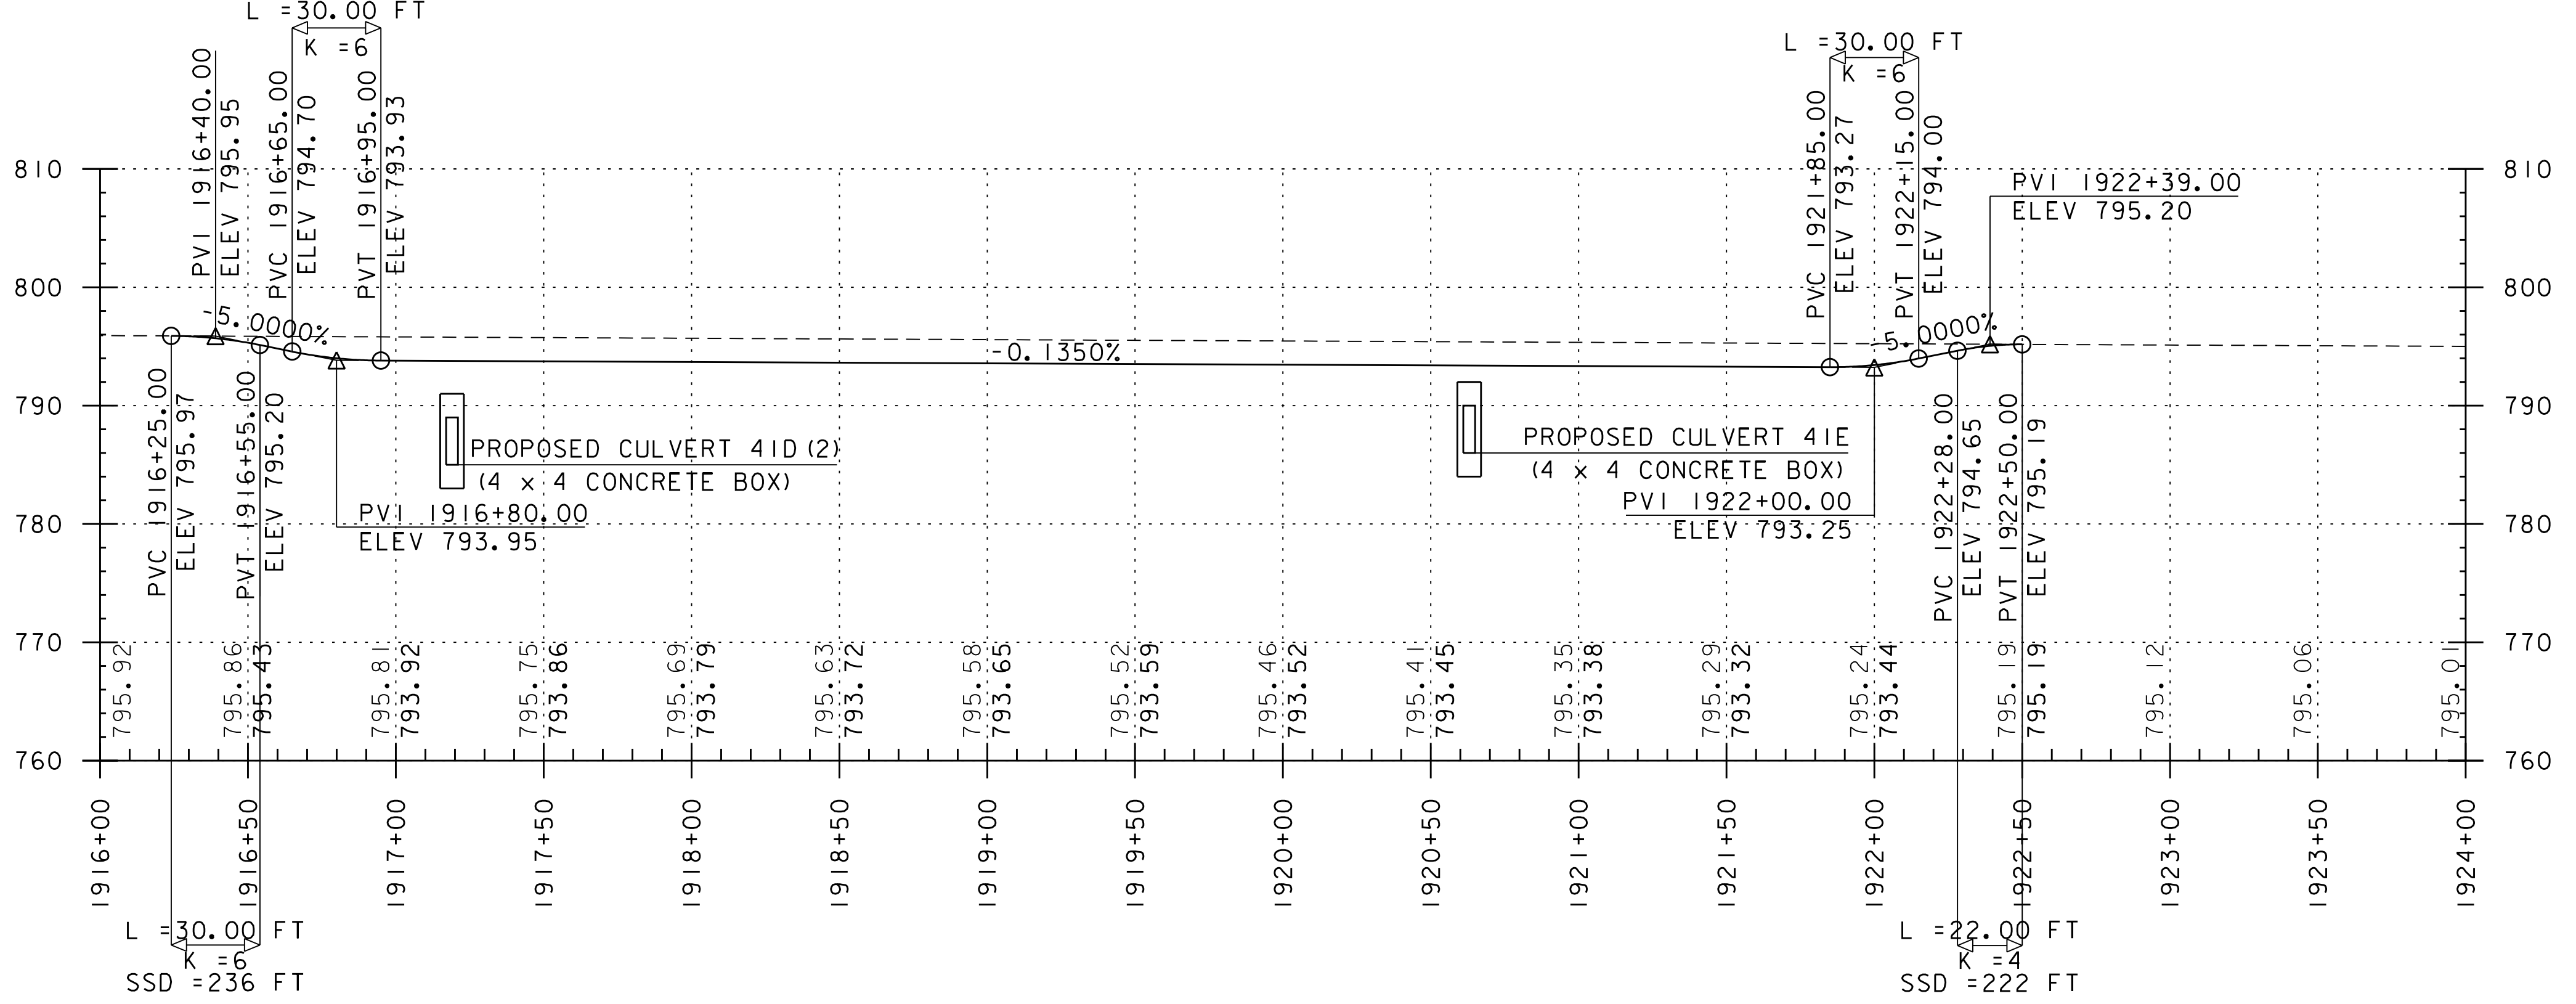 L =30.00 FT
K =6
PVI 1916+40.00
ELEV 795.95
PVC 1916+65.00
ELEV 794.70
PVT 1916+95.00
ELEV 793.93
L =30.00 FT
K =6
PVC 1921+85.00
ELEV 793.27
PVT 1922+15.00
ELEV 794.00
PVI 1922+39.00
ELEV 795.20
810
810
800
800
790
790
780
780
770
770
760
760
-5.0000%
-0.1350%
5.0000%
PVC 1916+25.00
ELEV 795.97
PVT 1916+55.00
ELEV 795.20
PROPOSED CULVERT 41D (2)
(4 x 4 CONCRETE BOX)
PVI 1916+80.00
ELEV 793.95
PROPOSED CULVERT 41E
(4 x 4 CONCRETE BOX)
PVI 1922+00.00
ELEV 793.25
PVC 1922+28.00
ELEV 794.65
PVT 1922+50.00
ELEV 795.19
795.92
795.86
795.43
795.81
793.92
795.75
793.86
795.69
793.79
795.63
793.72
795.58
793.65
795.52
793.59
795.46
793.52
795.41
793.45
795.35
793.38
795.29
793.32
795.24
793.44
795.19
795.19
795.12
795.06
795.01
1916+00
1916+50
1917+00
1917+50
1918+00
1918+50
1919+00
1919+50
1920+00
1920+50
1921+00
1921+50
1922+00
1922+50
1923+00
1923+50
1924+00
L =30.00 FT
K =6
SSD =236 FT
L =22.00 FT
K =4
SSD =222 FT